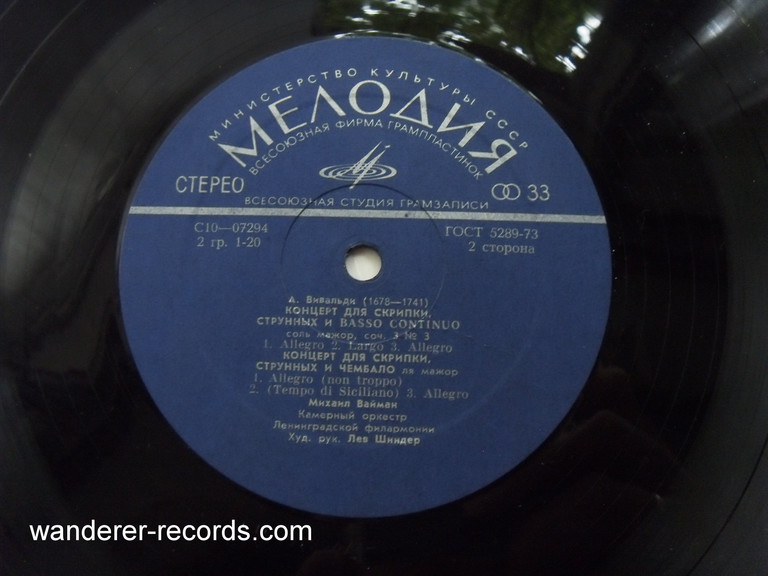 МИНИСТЕРСТВО КУЛЬТУРЫ СССР
МЕЛОДИЯ
ВСЕСОЮЗНАЯ ФИРМА ГРАМПЛАСТИНОК
СТЕРЕО 33
ВСЕСОЮЗНАЯ СТУДИЯ ГРАМЗАПИСИ
С10—07294 ГОСТ 5289-73
2 гр. 1-20 2 сторона
А. Вивальди (1678—1741)
КОНЦЕРТ ДЛЯ СКРИПКИ,
СТРУННЫХ И BASSO CONTINUO
соль мажор, соч. 3 № 3
1. Allegro 2. Largo 3. Allegro
КОНЦЕРТ ДЛЯ СКРИПКИ,
СТРУННЫХ И ЧЕМБАЛО ля мажор
1. Allegro (non troppo)
2. (Tempo di Siciliano) 3. Allegro
Михаил Вайман
Камерный оркестр
Ленинградской филармонии
Худ. рук. Лев Шиндер
wanderer-records.com